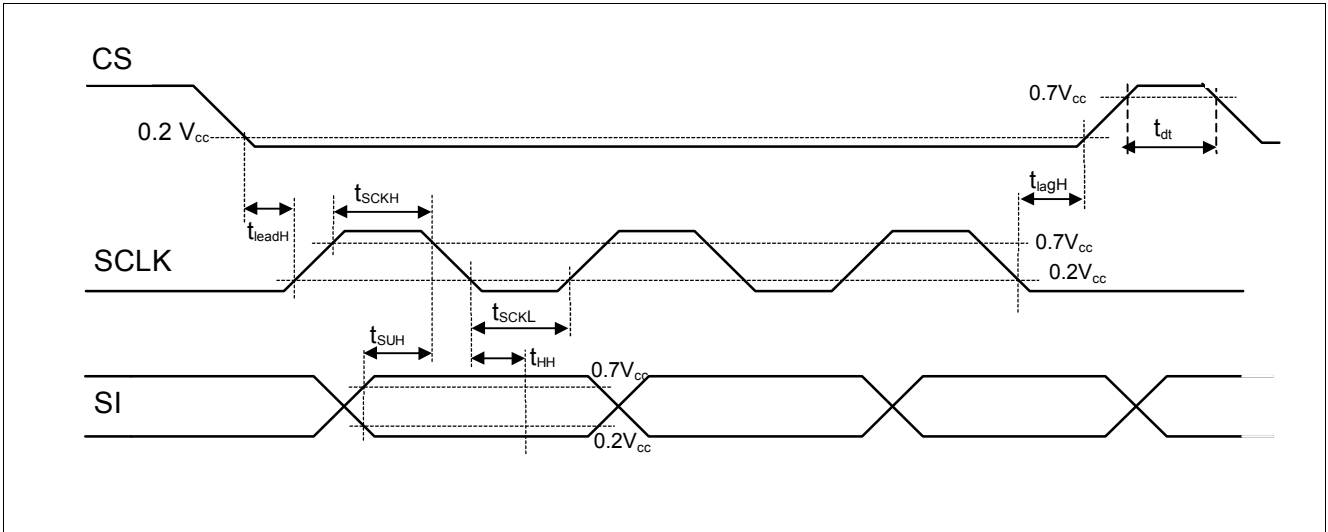 CS
0.7Vcc
0.2 Vcc
tdt
tSCKH
tlagH
tleadH
0.7Vcc
SCLK
0.2Vcc
tSCKL
tSUH
tHH
0.7Vcc
SI
0.2Vcc